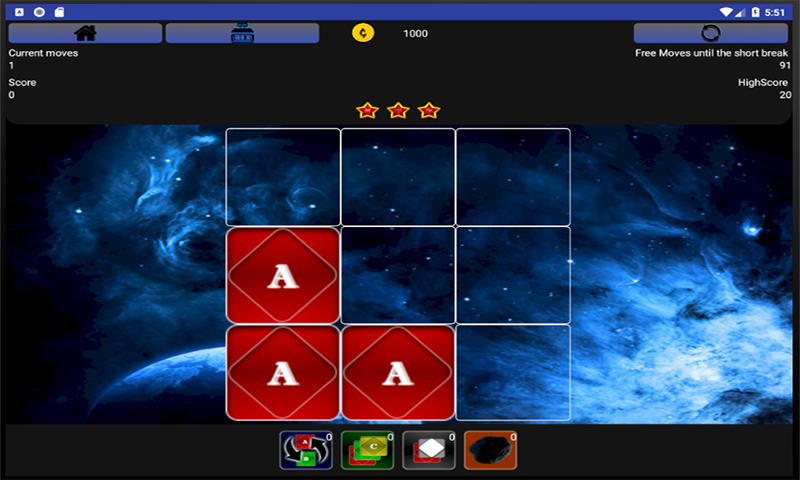 5:51
1000
Current moves
1
Free Moves until the short break
91
Score
0
HighScore
20
A
A
A
0
0
0
0
A
B
C